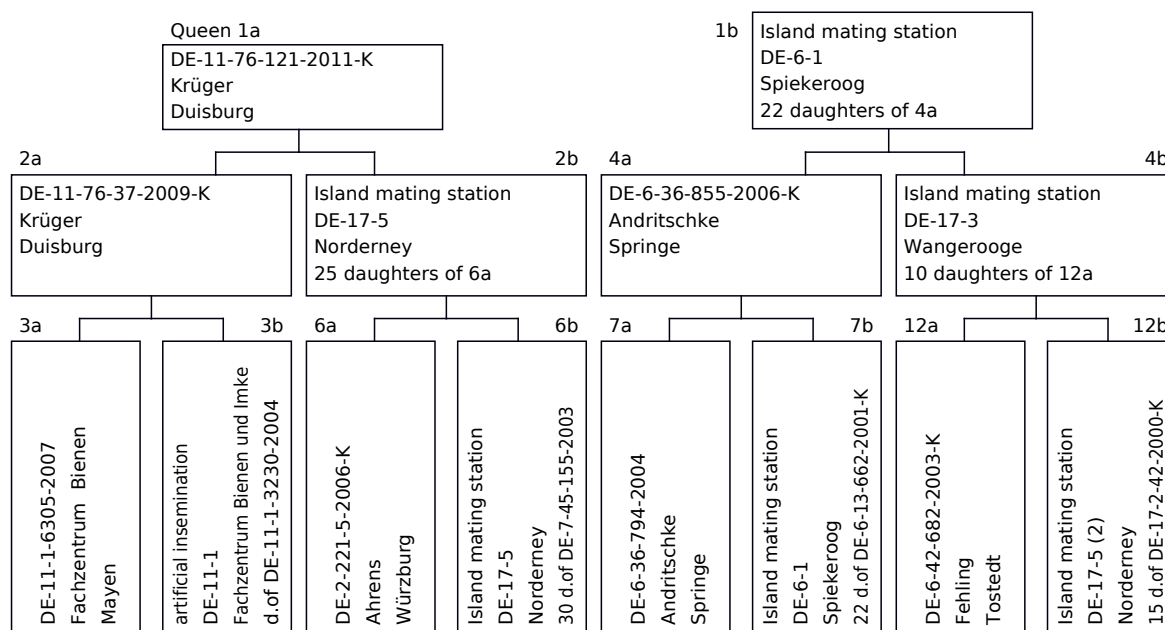 Queen 1a
DE-11-76-121-2011-K
Krüger
Duisburg
1b
Island mating station
DE-6-1
Spiekeroog
22 daughters of 4a
2a
DE-11-76-37-2009-K
Krüger
Duisburg
2b
Island mating station
DE-17-5
Norderney
25 daughters of 6a
4a
DE-6-36-855-2006-K
Andritschke
Springe
4b
Island mating station
DE-17-3
Wangerooge
10 daughters of 12a
3a
DE-11-1-6305-2007
Fachzentrum Bienen
Mayen
3b
artificial insemination
DE-11-1
Fachzentrum Bienen und Imke
d.of DE-11-1-3230-2004
6a
DE-2-221-5-2006-K
Ahrens
Würzburg
6b
Island mating station
DE-17-5
Norderney
30 d.of DE-7-45-155-2003
7a
DE-6-36-794-2004
Andritschke
Springe
7b
Island mating station
DE-6-1
Spiekeroog
22 d.of DE-6-13-662-2001-K
12a
DE-6-42-682-2003-K
Fehling
Tostedt
12b
Island mating station
DE-17-5 (2)
Norderney
15 d.of DE-17-2-42-2000-K